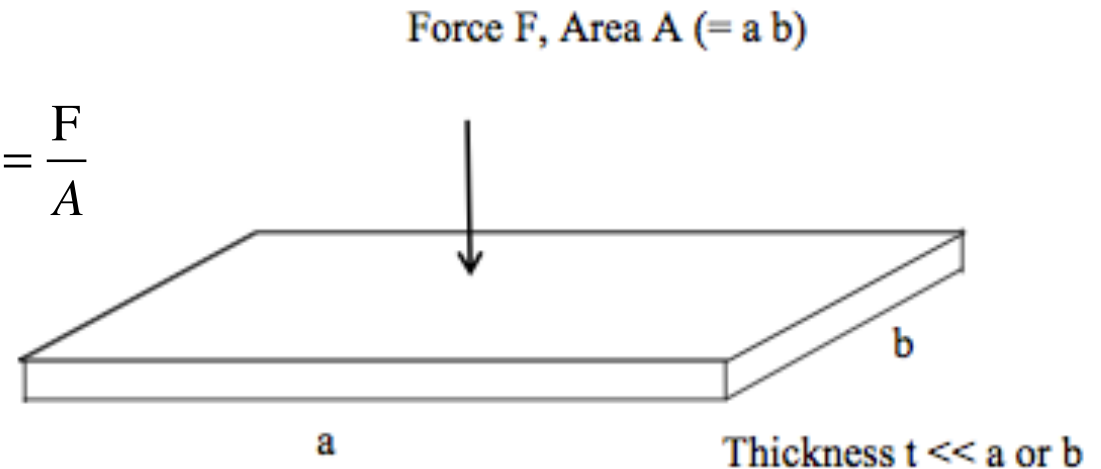 Force F, Area A (= a b)
= F/A
b
a
Thickness t << a or b